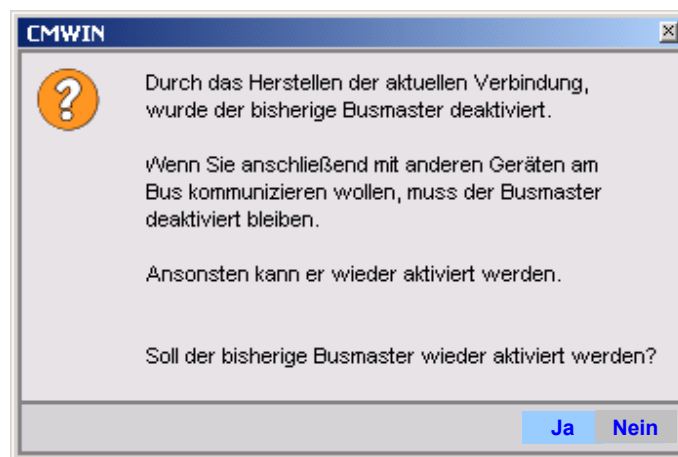 CMWIN
Durch das Herstellen der aktuellen Verbindung,
wurde der bisherige Busmaster deaktiviert.
Wenn Sie anschließend mit anderen Geräten am
Bus kommunizieren wollen, muss der Busmaster
deaktiviert bleiben.
Ansonsten kann er wieder aktiviert werden.
Soll der bisherige Busmaster wieder aktiviert werden?
Ja Nein